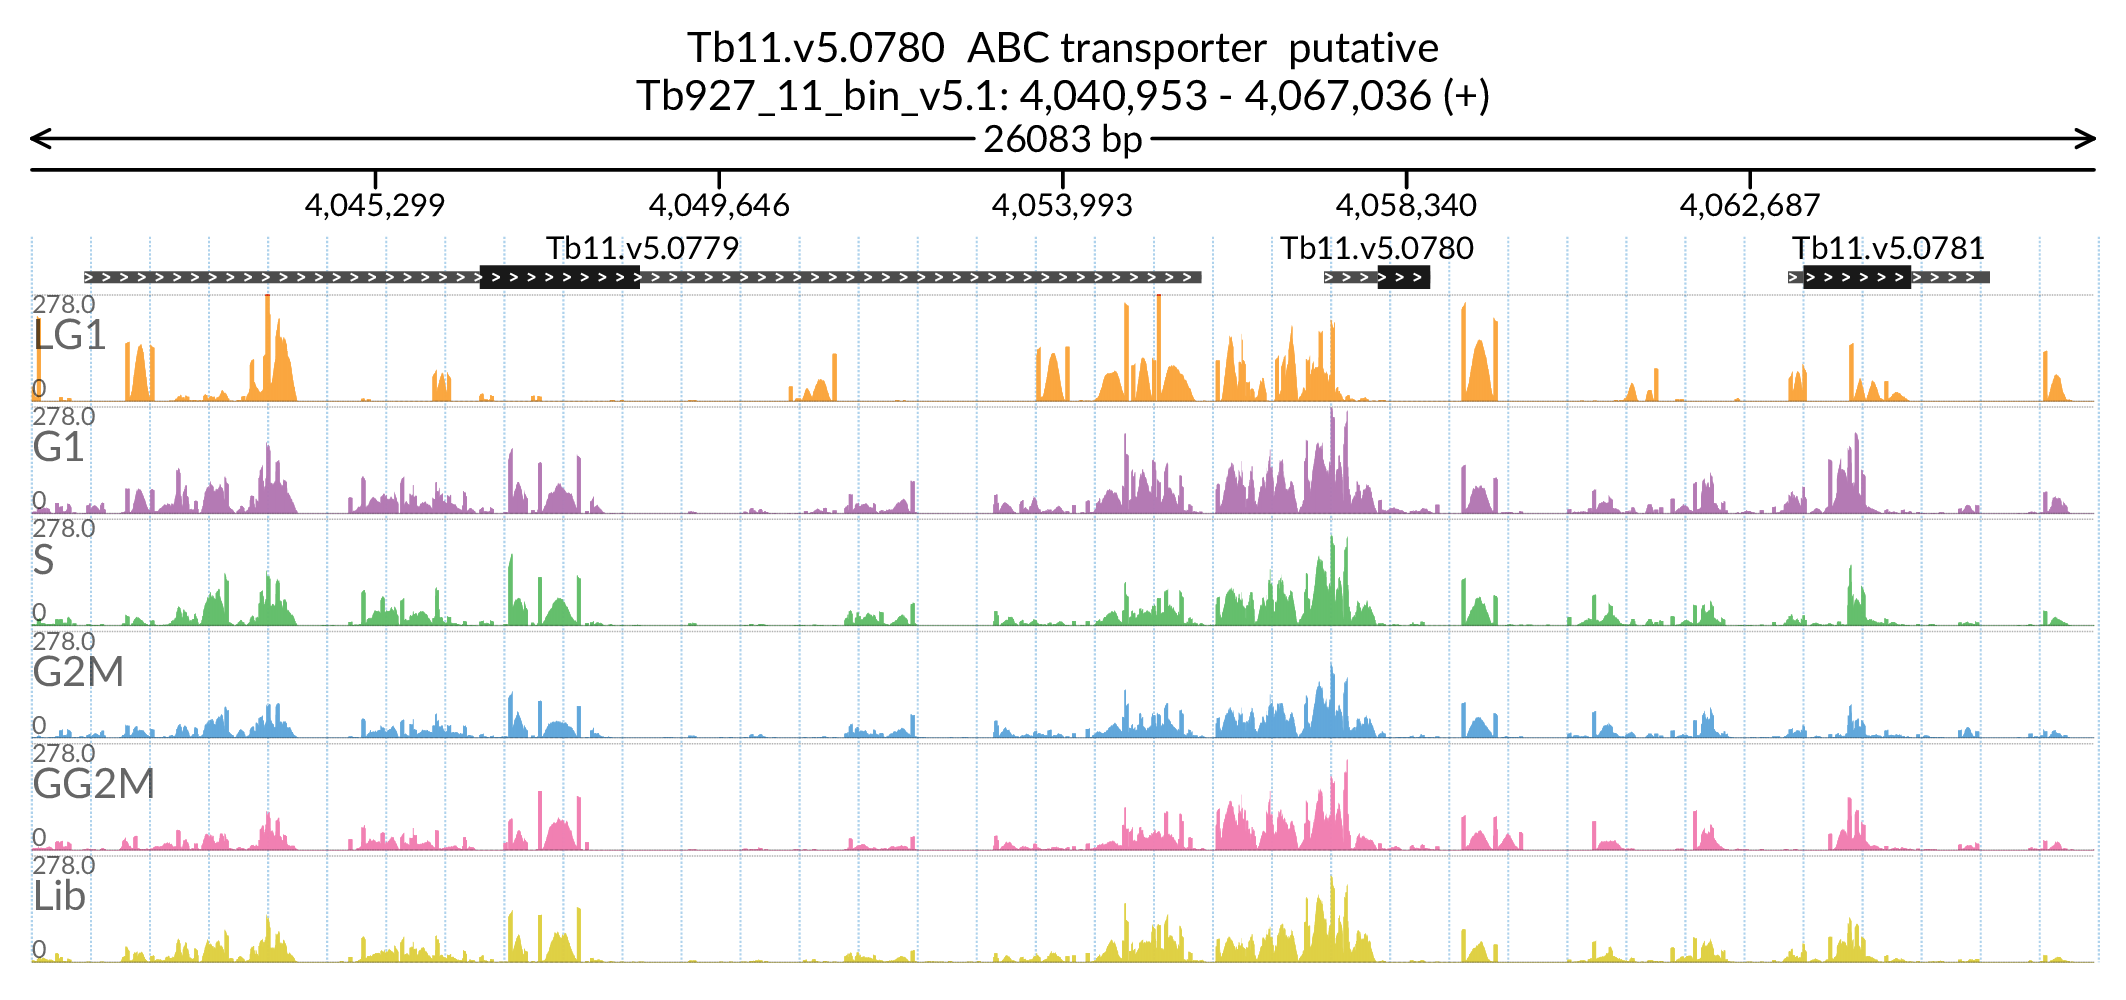 Tb11.v5.0780 ABC transporter putative
Tb927_11_bin_v5.1: 4,040,953 - 4,067,036 (+)
26083 bp
4,045,299 4,049,646 4,053,993 4,058,340 4,062,687
Tb11.v5.0779 Tb11.v5.0780 Tb11.v5.0781
278.0
LG1
0
278.0
G1
0
278.0
S
0
278.0
G2M
0
278.0
GG2M
0
278.0
Lib
0